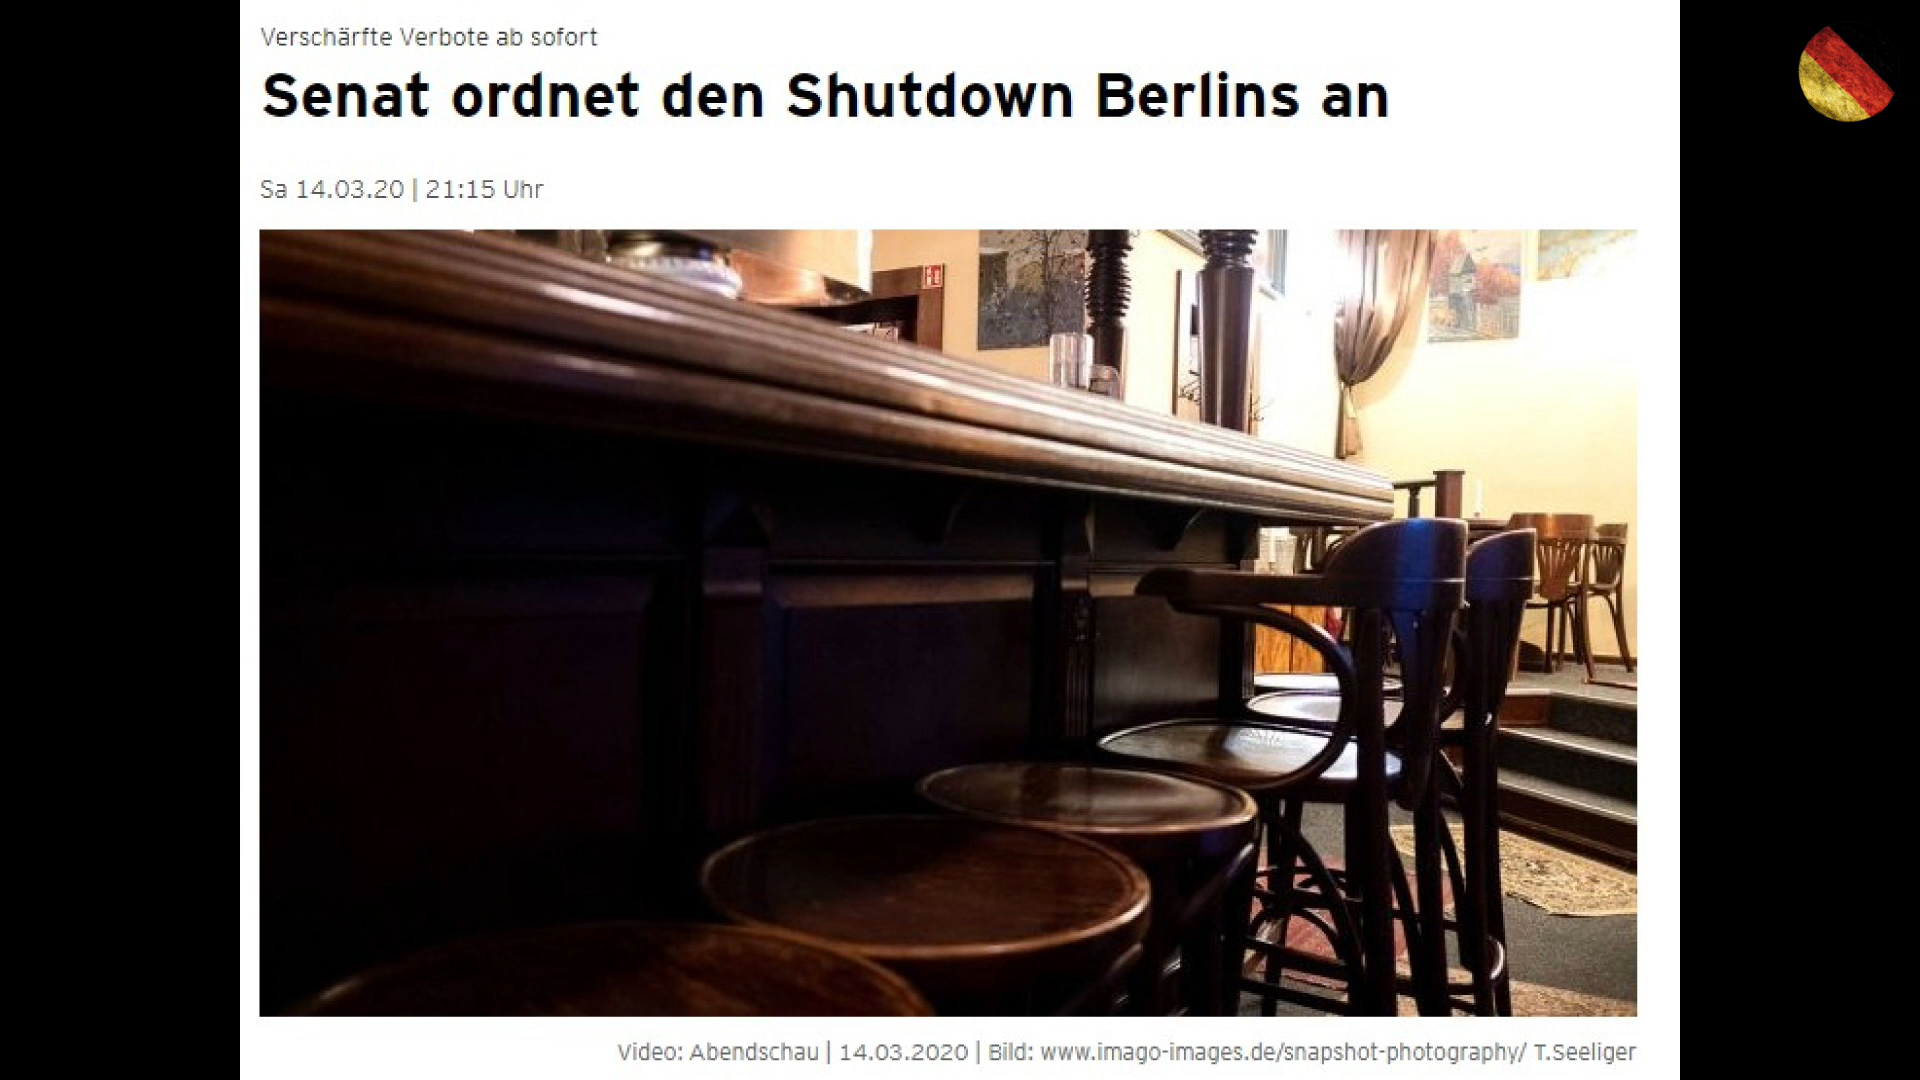 Verschärfte Verbote ab sofort
Senat ordnet den Shutdown Berlins an
Sa 14.03.20 | 21:15 Uhr
Video: Abendschau | 14.03.2020 | Bild: www.imago-images.de/snapshot-photography/ T.Seeliger